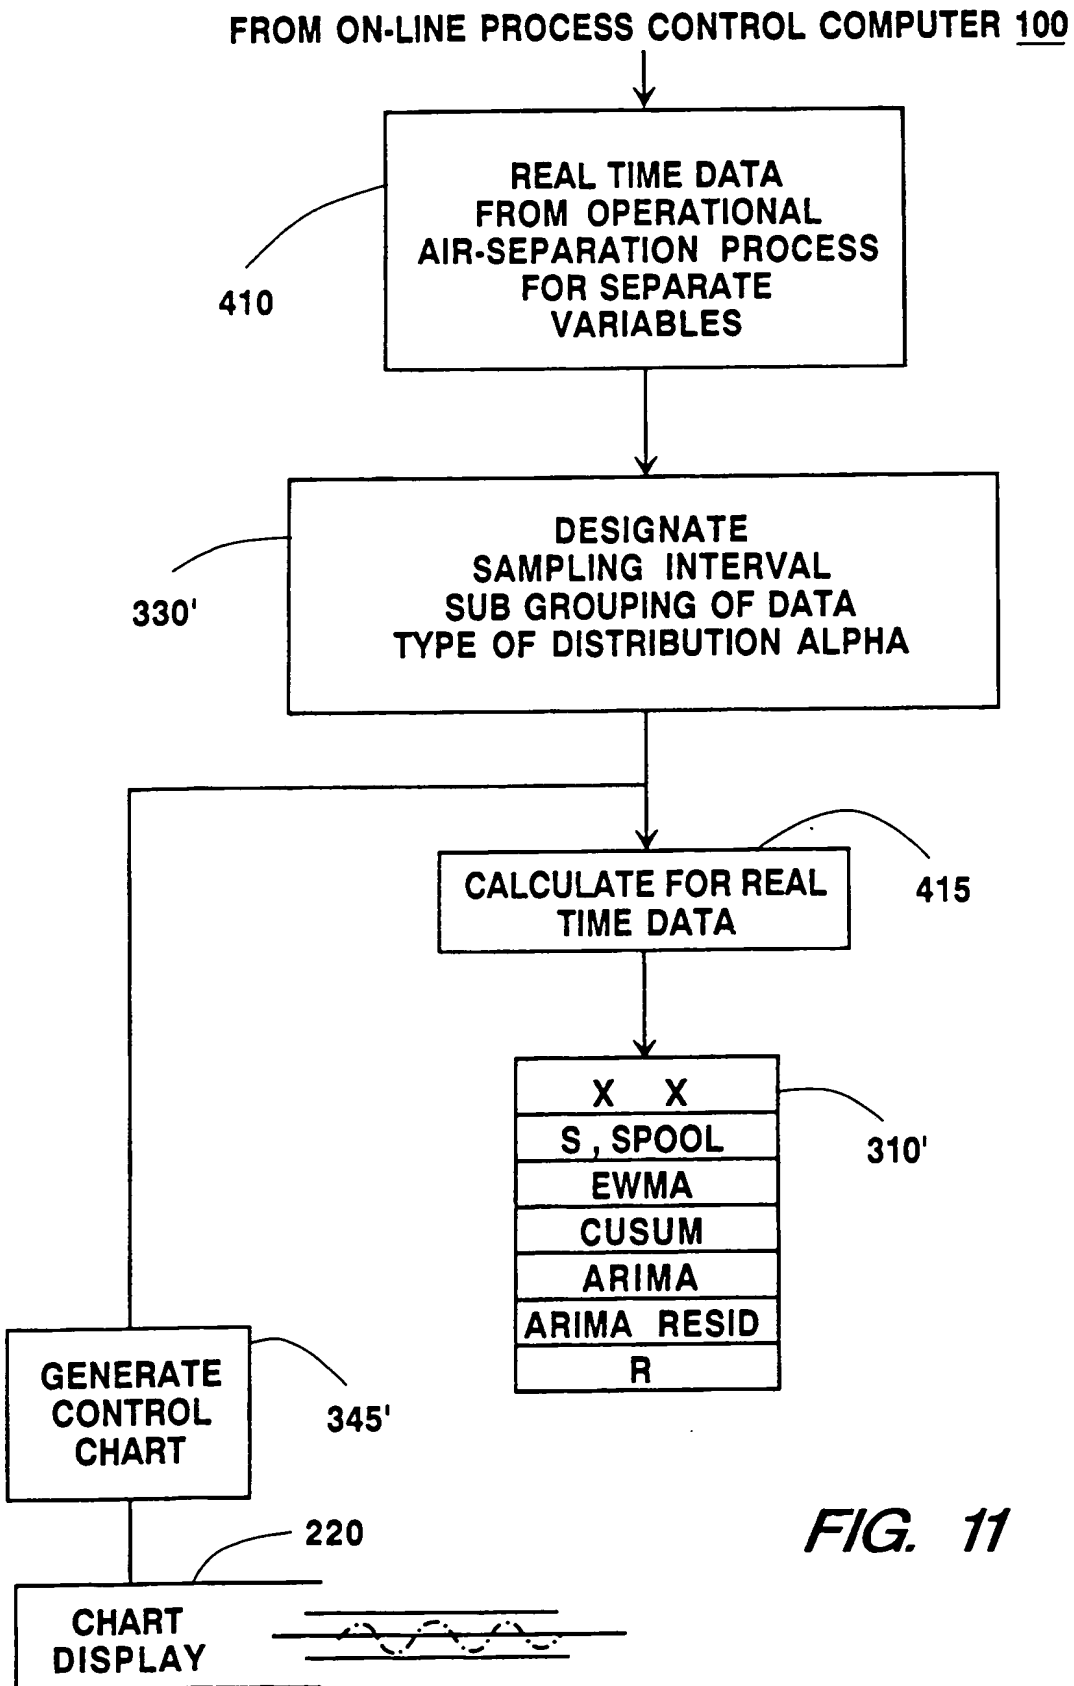 FROM ON-LINE PROCESS CONTROL COMPUTER 100
REAL TIME DATA
FROM OPERATIONAL
AIR-SEPARATION PROCESS
FOR SEPARATE
VARIABLES
410
DESIGNATE
SAMPLING INTERVAL
SUB GROUPING OF DATA
TYPE OF DISTRIBUTION ALPHA
330'
CALCULATE FOR REAL
TIME DATA
415
X X
S, SPOOL
EWMA
CUSUM
ARIMA
ARIMA RESID
R
310'
GENERATE
CONTROL
CHART
345'
220
CHART
DISPLAY
FIG. 11